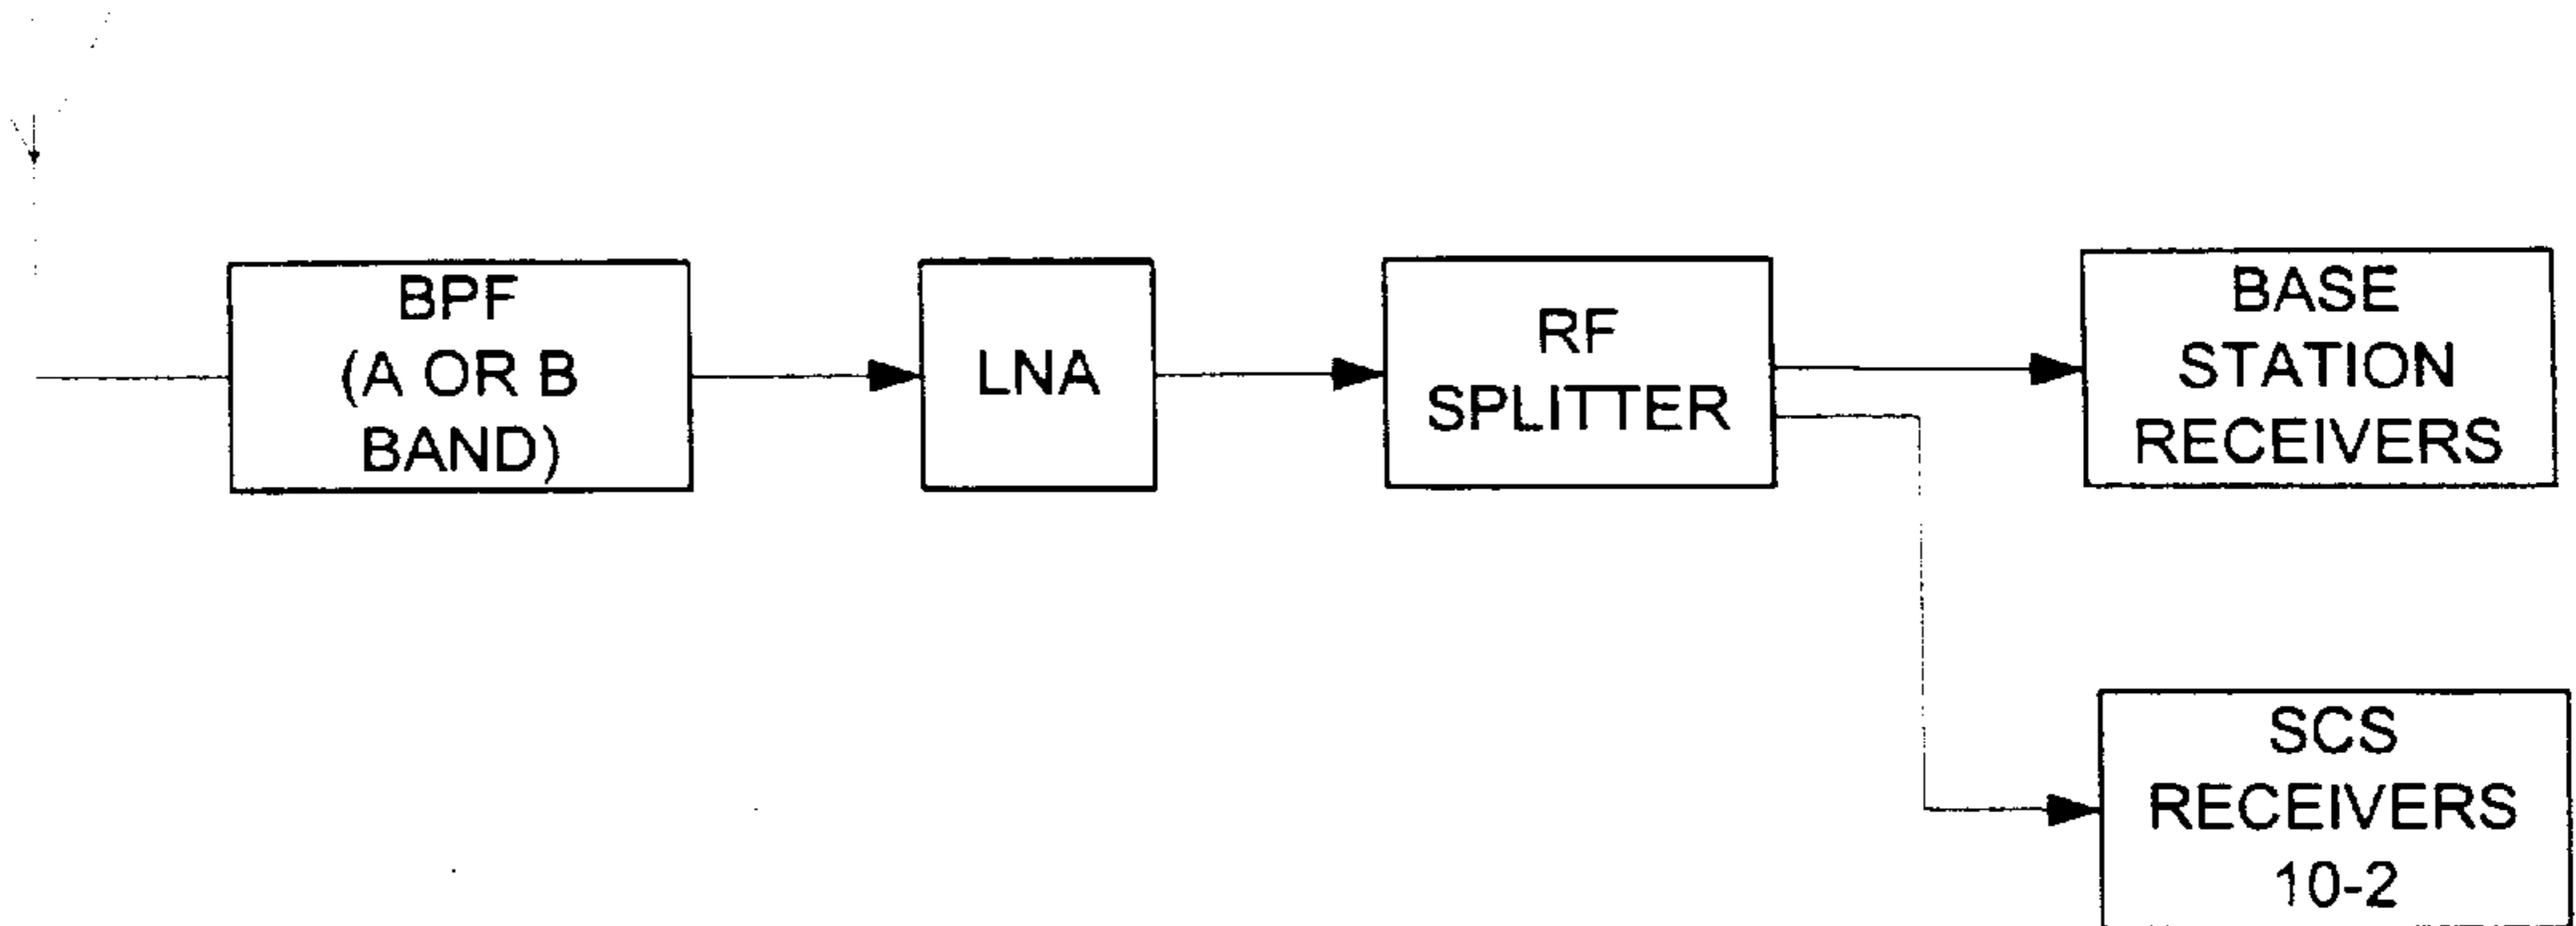 BPF
(A OR B
BAND)
LNA
RF
SPLITTER
BASE
STATION
RECEIVERS
SCS
RECEIVERS
10-2